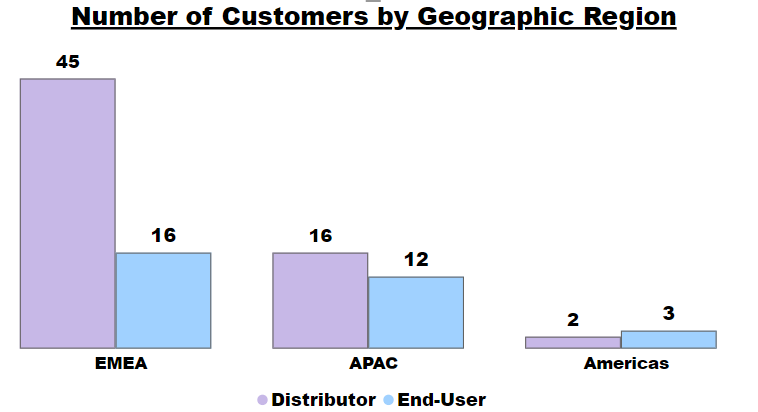 Number of Customers by Geographic Region
45
16
16
12
2
3
EMEA
APAC
Americas
Distributor
End-User